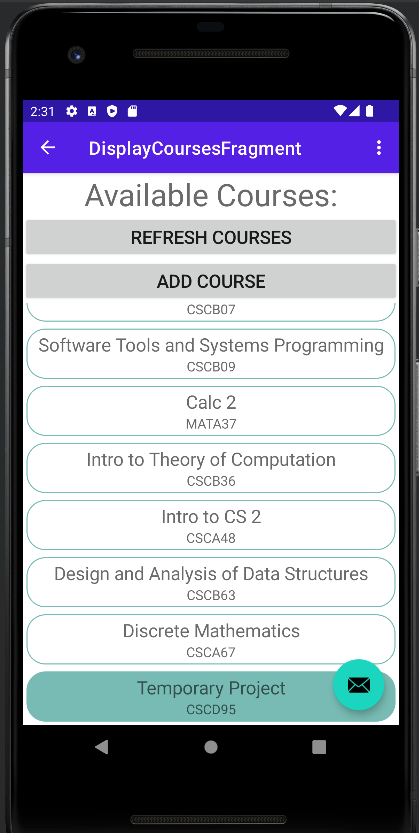 2:31
DisplayCoursesFragment
Available Courses:
REFRESH COURSES
ADD COURSE
CSCB07
Software Tools and Systems Programming
CSCB09
Calc 2
MATA37
Intro to Theory of Computation
CSCB36
Intro to CS 2
CSCA48
Design and Analysis of Data Structures
CSCB63
Discrete Mathematics
CSCA67
Temporary Project
CSCD95